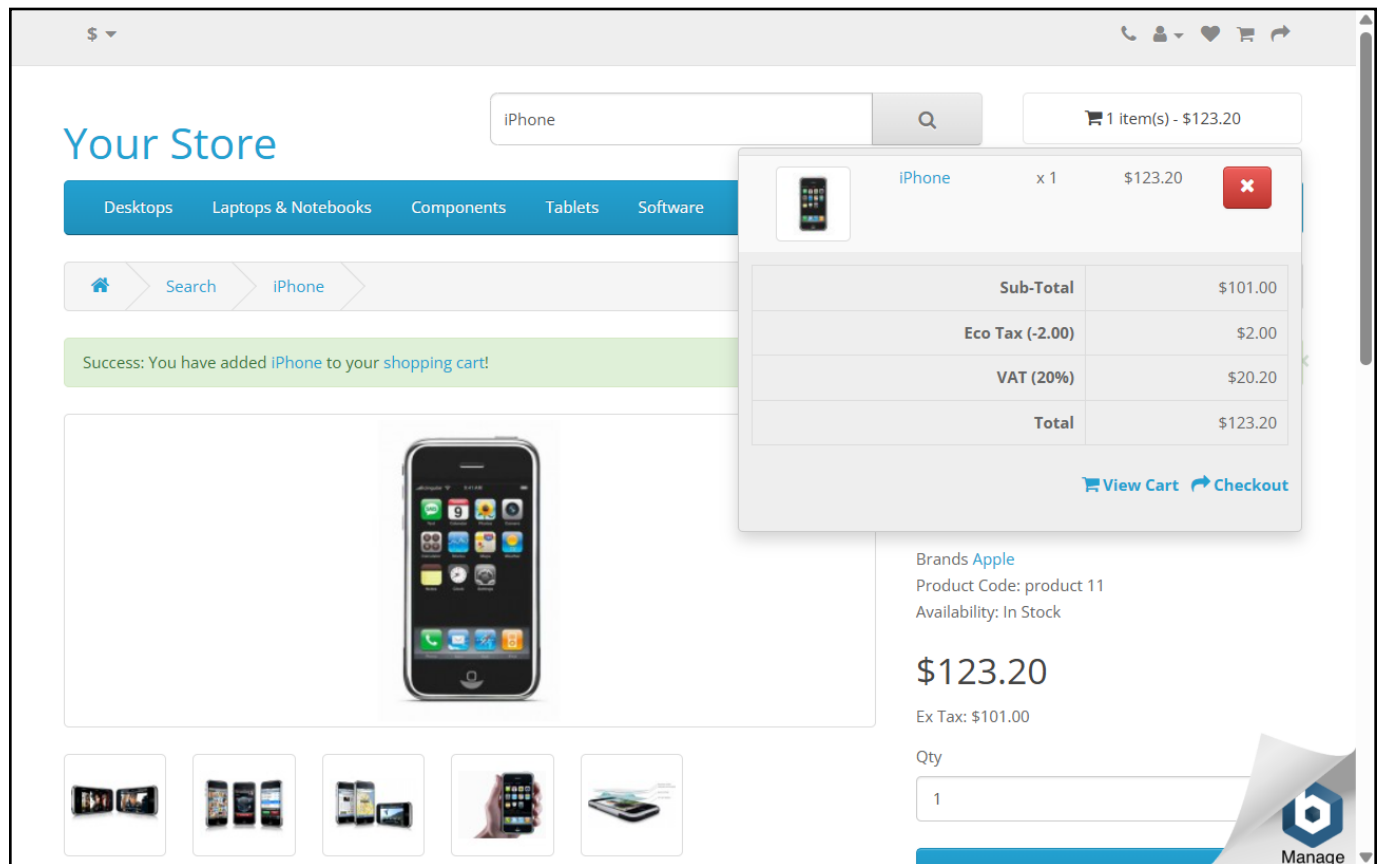 $
iPhone
1 item(s) - $123.20
Your Store
Desktops Laptops & Notebooks Components Tablets Software
iPhone x 1 $123.20
Search iPhone
Sub-Total $101.00
Eco Tax (-2.00) $2.00
VAT (20%) $20.20
Total $123.20
View Cart Checkout
Success: You have added iPhone to your shopping cart!
Brands Apple
Product Code: product 11
Availability: In Stock
$123.20
Ex Tax: $101.00
Qty
1
Manage